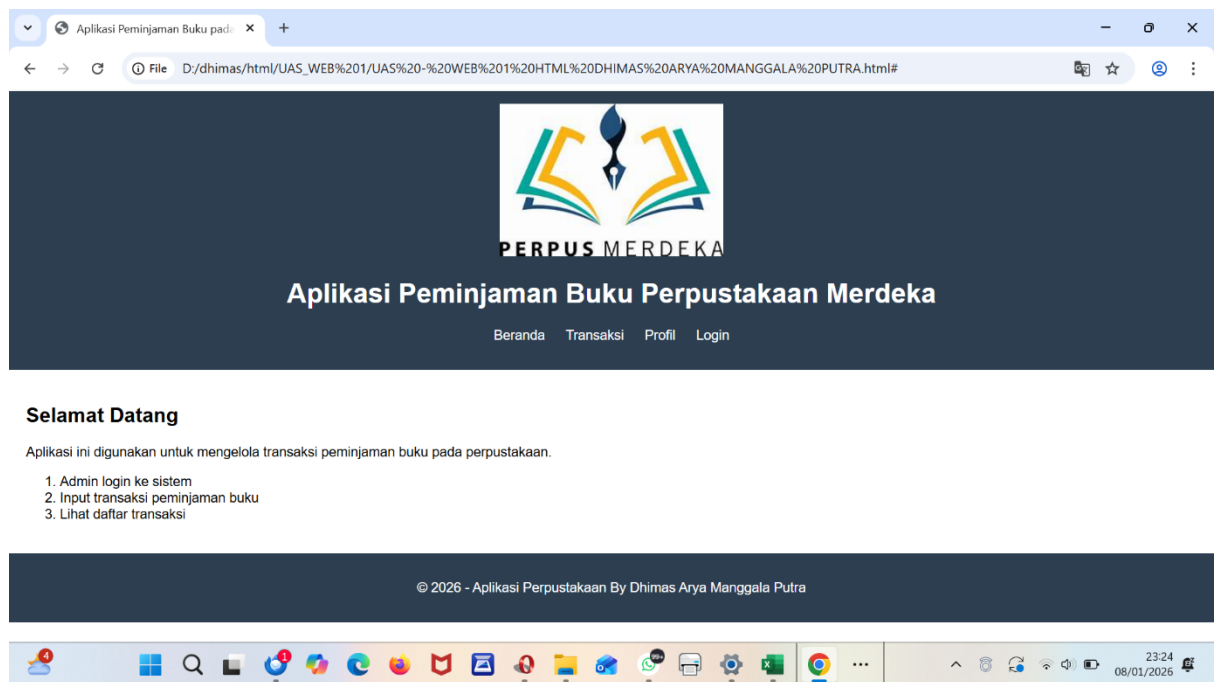 Aplikasi Peminjaman Buku pada
File D:/dhimas/html/UAS_WEB%201/UAS%20-%20WEB%201%20HTML%20DHIMAS%20ARYA%20MANGGALA%20PUTRA.html#
PERPUS MERDEKA
Aplikasi Peminjaman Buku Perpustakaan Merdeka
Beranda Transaksi Profil Login
Selamat Datang
Aplikasi ini digunakan untuk mengelola transaksi peminjaman buku pada perpustakaan.
1. Admin login ke sistem
2. Input transaksi peminjaman buku
3. Lihat daftar transaksi
© 2026 - Aplikasi Perpustakaan By Dhimas Arya Manggala Putra
4
1
99+
23:24
08/01/2026